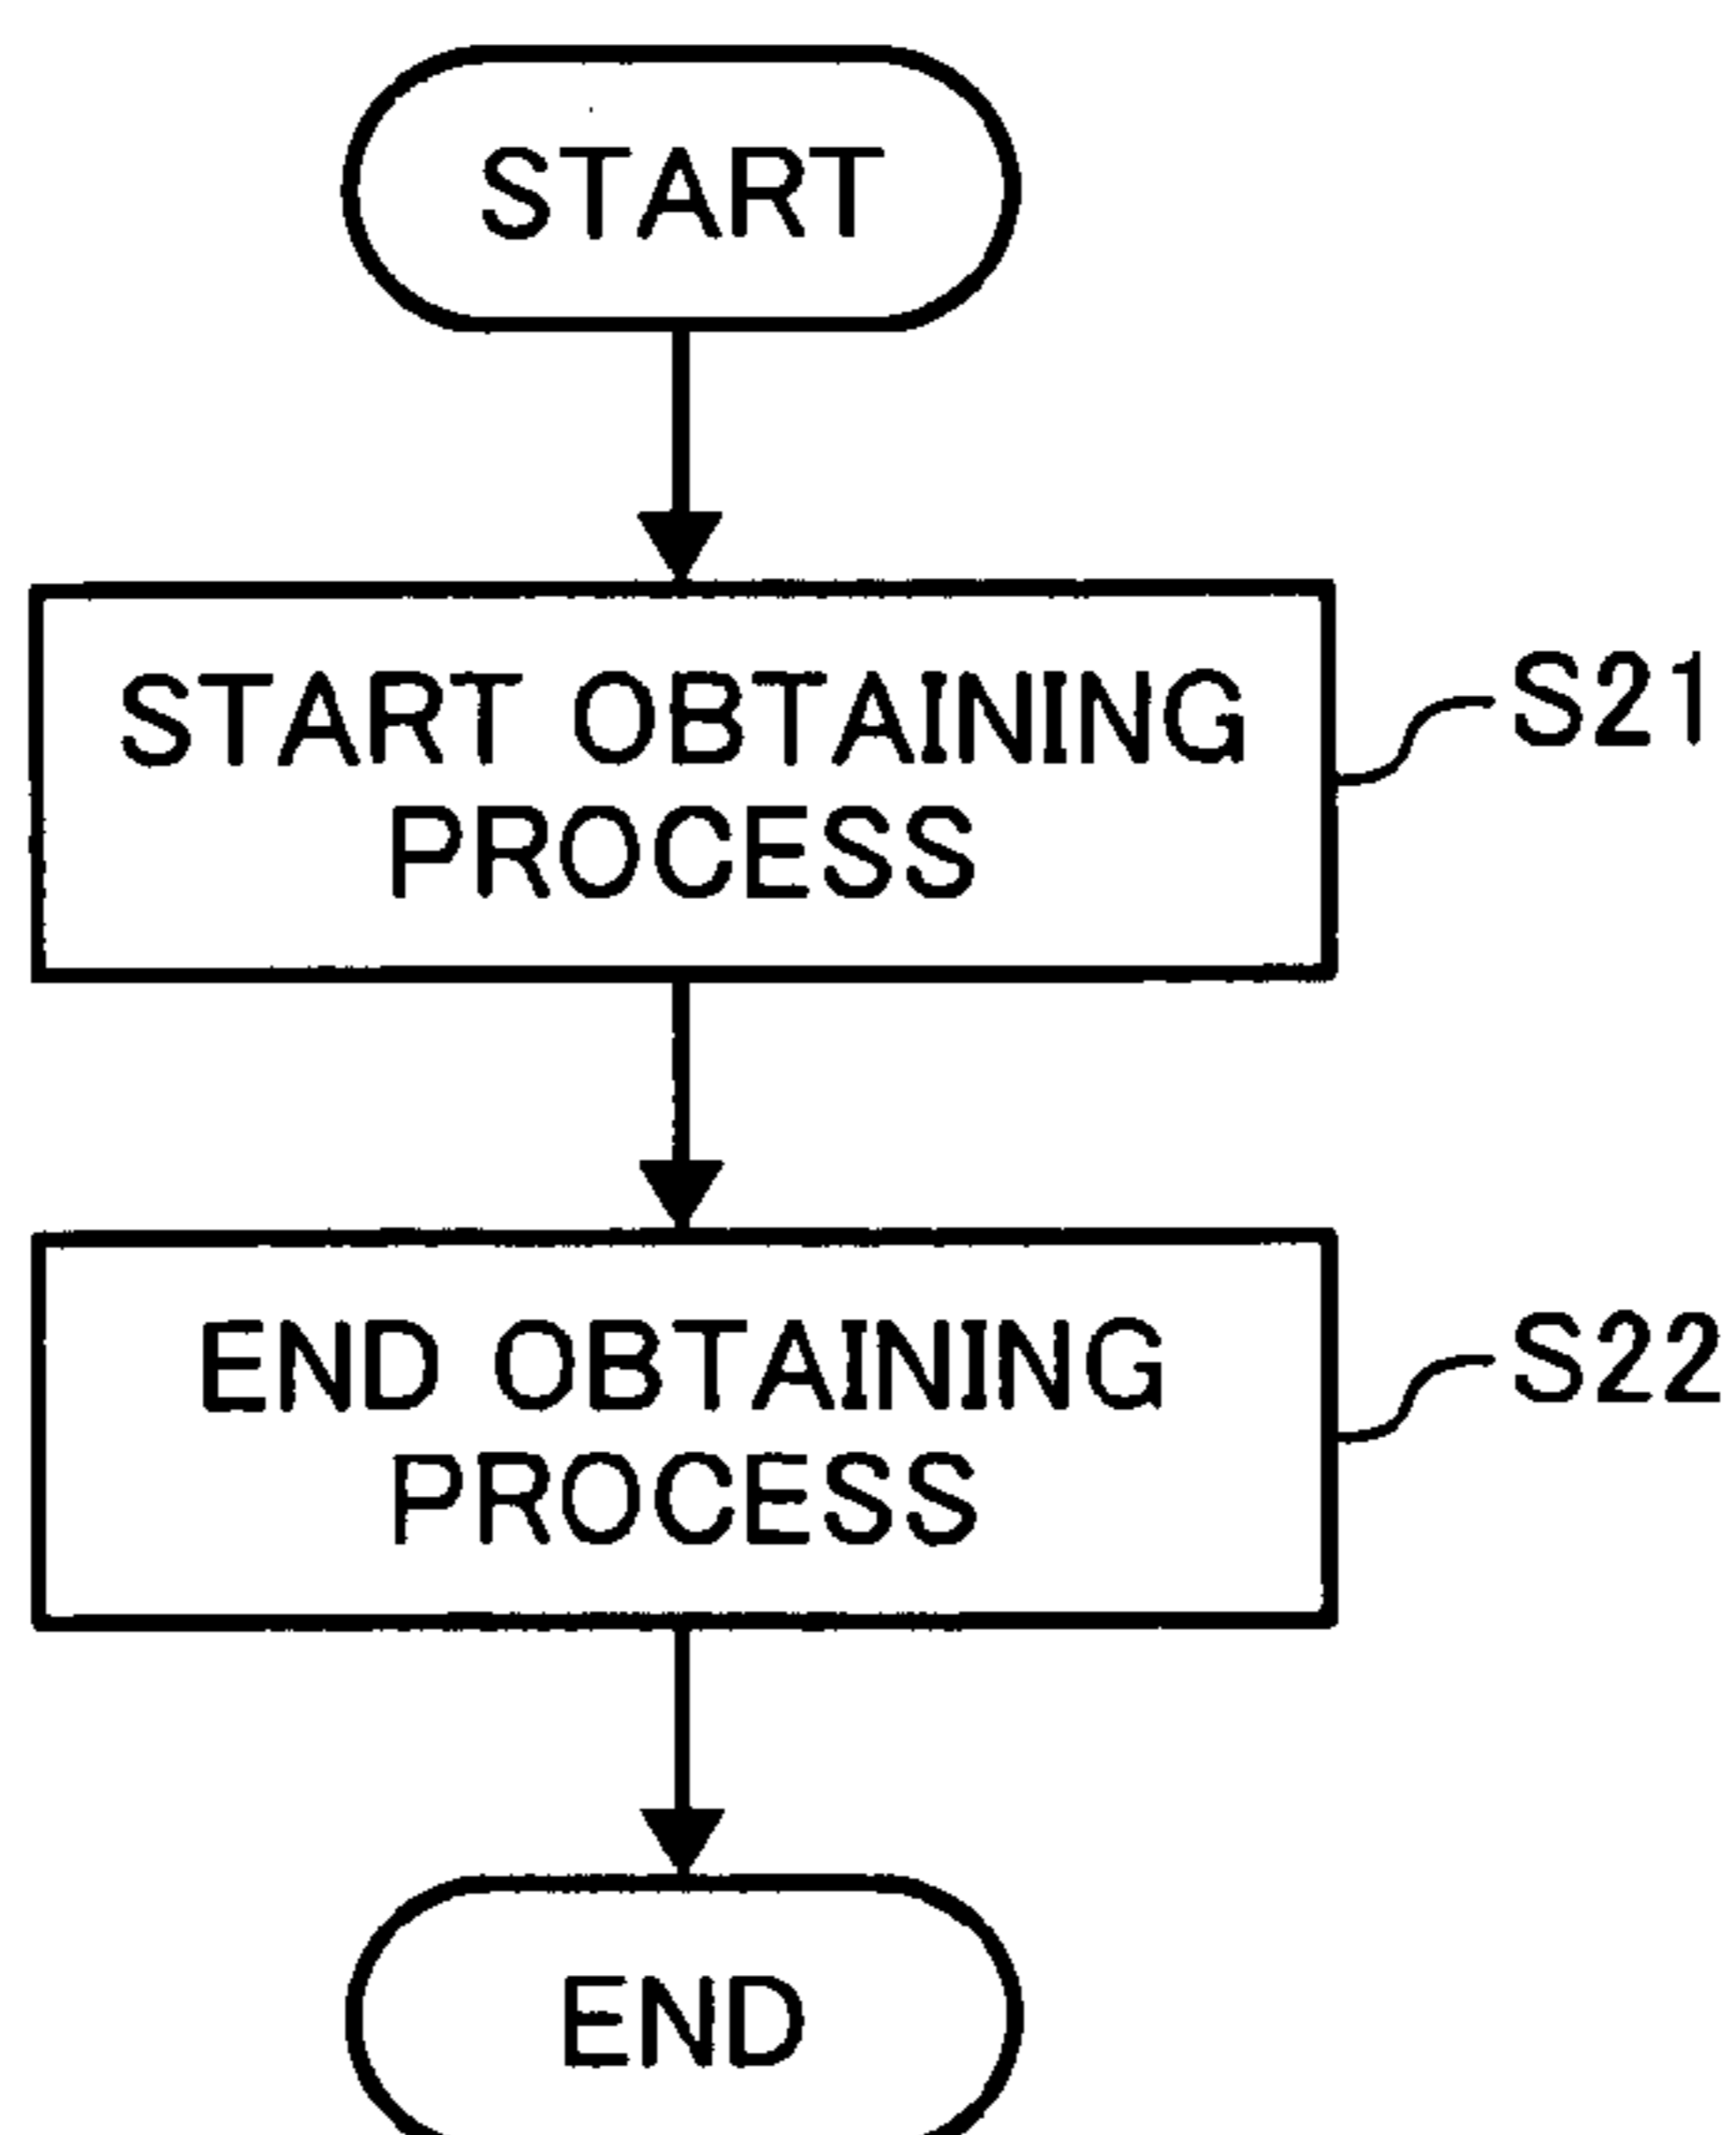 START
START OBTAINING
PROCESS
S21
END OBTAINING
PROCESS
S22
END